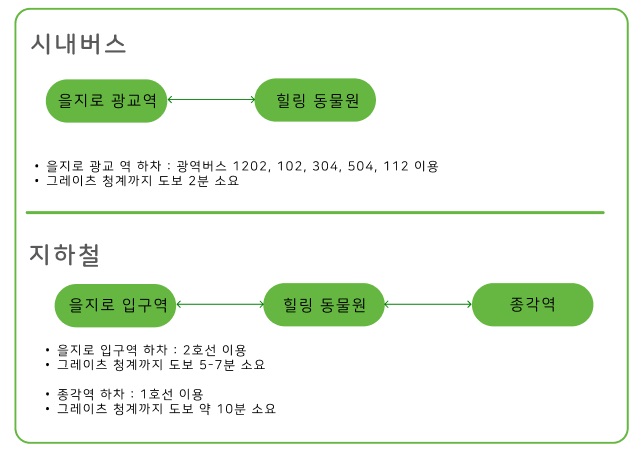 시내버스
을지로 광교역
힐링 동물원
• 을지로 광교 역 하차 : 광역버스 1202, 102, 304, 504, 112 이용
• 그레이츠 청계까지 도보 2분 소요
지하철
을지로 입구역
힐링 동물원
종각역
• 을지로 입구역 하차 : 2호선 이용
• 그레이츠 청계까지 도보 5-7분 소요
• 종각역 하차 : 1호선 이용
• 그레이츠 청계까지 도보 약 10분 소요